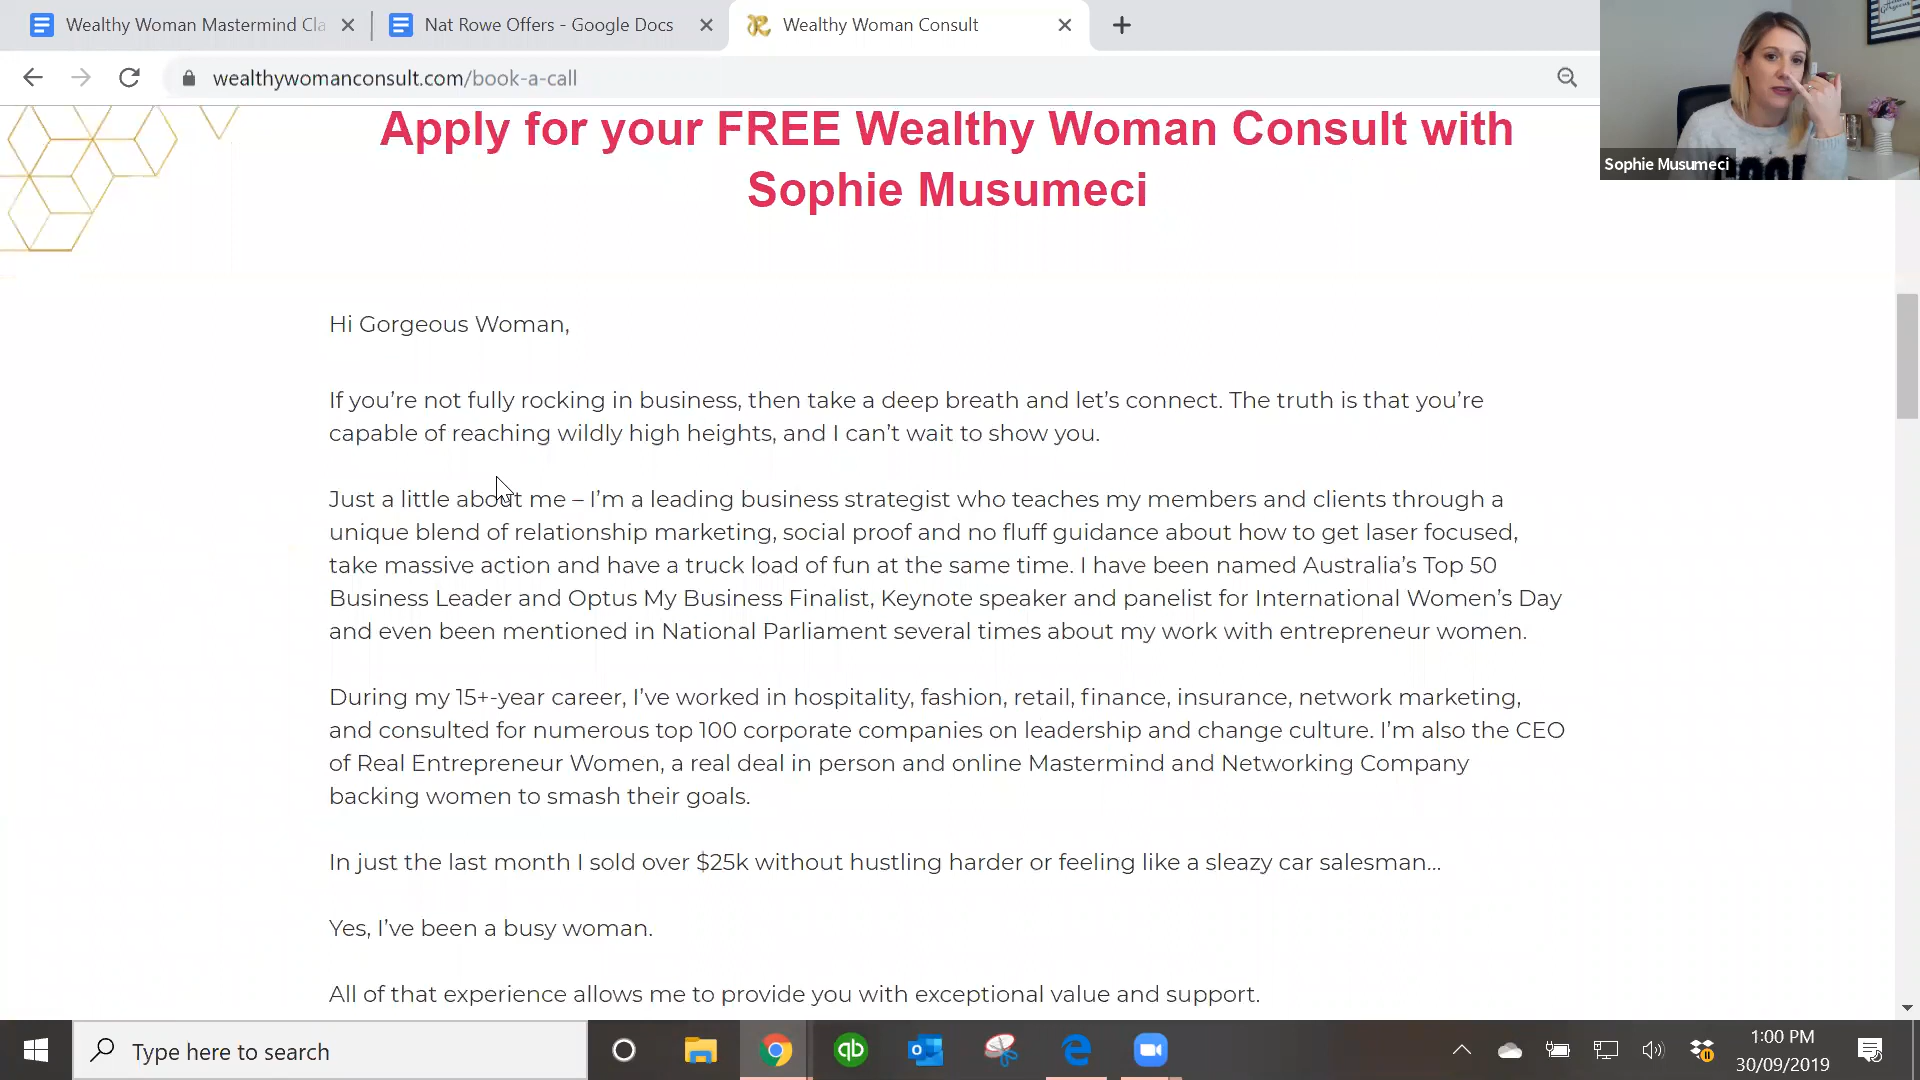 Wealthy Woman Mastermind Cla
Nat Rowe Offers - Google Docs
Wealthy Woman Consult
wealthywomanconsult.com/book-a-call
Sophie Musumeci
Apply for your FREE Wealthy Woman Consult with
Sophie Musumeci
Hi Gorgeous Woman,
If you're not fully rocking in business, then take a deep breath and let's connect. The truth is that you're
capable of reaching wildly high heights, and I can't wait to show you.
Just a little about me – I'm a leading business strategist who teaches my members and clients through a
unique blend of relationship marketing, social proof and no fluff guidance about how to get laser focused,
take massive action and have a truck load of fun at the same time. I have been named Australia's Top 50
Business Leader and Optus My Business Finalist, Keynote speaker and panelist for International Women's Day
and even been mentioned in National Parliament several times about my work with entrepreneur women.
During my 15+-year career, I've worked in hospitality, fashion, retail, finance, insurance, network marketing,
and consulted for numerous top 100 corporate companies on leadership and change culture. I'm also the CEO
of Real Entrepreneur Women, a real deal in person and online Mastermind and Networking Company
backing women to smash their goals.
In just the last month I sold over $25k without hustling harder or feeling like a sleazy car salesman...
Yes, I've been a busy woman.
All of that experience allows me to provide you with exceptional value and support.
Type here to search
qb
1:00 PM
30/09/2019